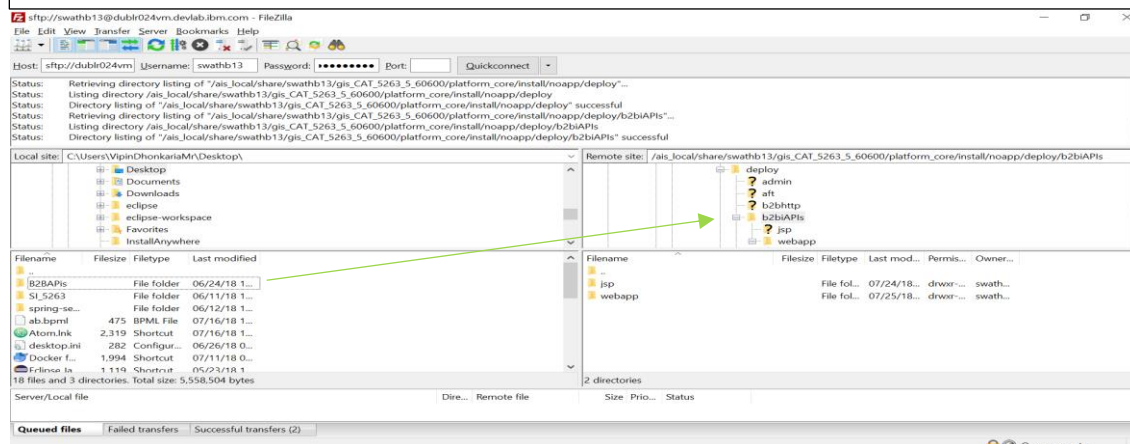 sftp://swathb13@dublr024vm.devlab.ibm.com - FileZilla
File Edit View Transfer Server Bookmarks Help
Host: sftp://dublr024vm Username: swathb13 Password: ●●●●●●●●● Port: Quickconnect
Status: Retrieving directory listing of "/ais_local/share/swathb13/gis_CAT_5263_5_60600/platform_core/install/noapp/deploy"...
Status: Listing directory /ais_local/share/swathb13/gis_CAT_5263_5_60600/platform_core/install/noapp/deploy
Status: Directory listing of "/ais_local/share/swathb13/gis_CAT_5263_5_60600/platform_core/install/noapp/deploy" successful
Status: Retrieving directory listing of "/ais_local/share/swathb13/gis_CAT_5263_5_60600/platform_core/install/noapp/deploy/b2biAPIs"...
Status: Listing directory /ais_local/share/swathb13/gis_CAT_5263_5_60600/platform_core/install/noapp/deploy/b2biAPIs
Status: Directory listing of "/ais_local/share/swathb13/gis_CAT_5263_5_60600/platform_core/install/noapp/deploy/b2biAPIs" successful
Local site: C:\Users\VipinDhonkariaMr\Desktop\
Desktop
Documents
Downloads
eclipse
eclipse-workspace
Favorites
InstallAnywhere
Filename Filesize Filetype Last modified
..
B2BAPIs File folder 06/24/18 1...
SI_5263 File folder 06/11/18 1...
spring-se... File folder 06/12/18 1...
ab.bpml 475 BPML File 07/16/18 1...
Atom.lnk 2,319 Shortcut 07/16/18 1...
desktop.ini 282 Configur... 06/26/18 0...
Docker f... 1,994 Shortcut 07/11/18 0...
Eclipse Ja... 1,119 Shortcut 05/23/18 1...
18 files and 3 directories. Total size: 5,558,504 bytes
Remote site: /ais_local/share/swathb13/gis_CAT_5263_5_60600/platform_core/install/noapp/deploy/b2biAPIs
deploy
? admin
? aft
? b2bhttp
b2biAPIs
? jsp
webapp
Filename Filesize Filetype Last mod... Permis... Owner...
..
jsp File fol... 07/24/18... drwxr-... swath...
webapp File fol... 07/25/18... drwxr-... swath...
2 directories
Server/Local file Dire... Remote file Size Prio... Status
Queued files Failed transfers Successful transfers (2)